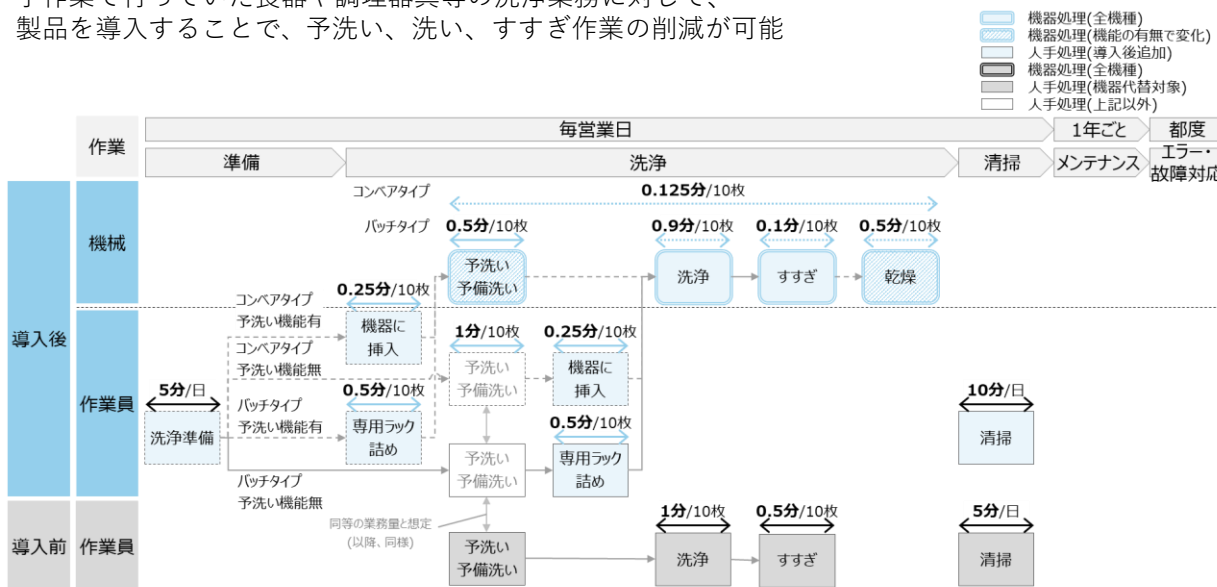 製品を導入することで、予洗い、洗い、すすぎ作業の削減が可能
機器処理(全機種)
機器処理(機能の有無で変化)
人手処理(導入後追加)
機器処理(全機種)
人手処理(機器代替対象)
人手処理(上記以外)
作業
毎営業日
1年ごと
都度
準備
洗浄
清掃
メンテナンス
エラー・
故障対応
導入後
機械
コンベアタイプ
0.125分/10枚
バッチタイプ
0.5分/10枚
0.9分/10枚
0.1分/10枚
0.5分/10枚
予洗い
予備洗い
洗浄
すすぎ
乾燥
作業員
コンベアタイプ
予洗い機能有
0.25分/10枚
機器に
挿入
コンベアタイプ
予洗い機能無
1分/10枚
予洗い
予備洗い
0.25分/10枚
機器に
挿入
5分/日
洗浄準備
バッチタイプ
予洗い機能有
0.5分/10枚
専用ラック
詰め
10分/日
清掃
バッチタイプ
予洗い機能無
予洗い
予備洗い
0.5分/10枚
専用ラック
詰め
同等の業務量と想定
(以降、同様)
導入前
作業員
予洗い
予備洗い
1分/10枚
洗浄
0.5分/10枚
すすぎ
5分/日
清掃